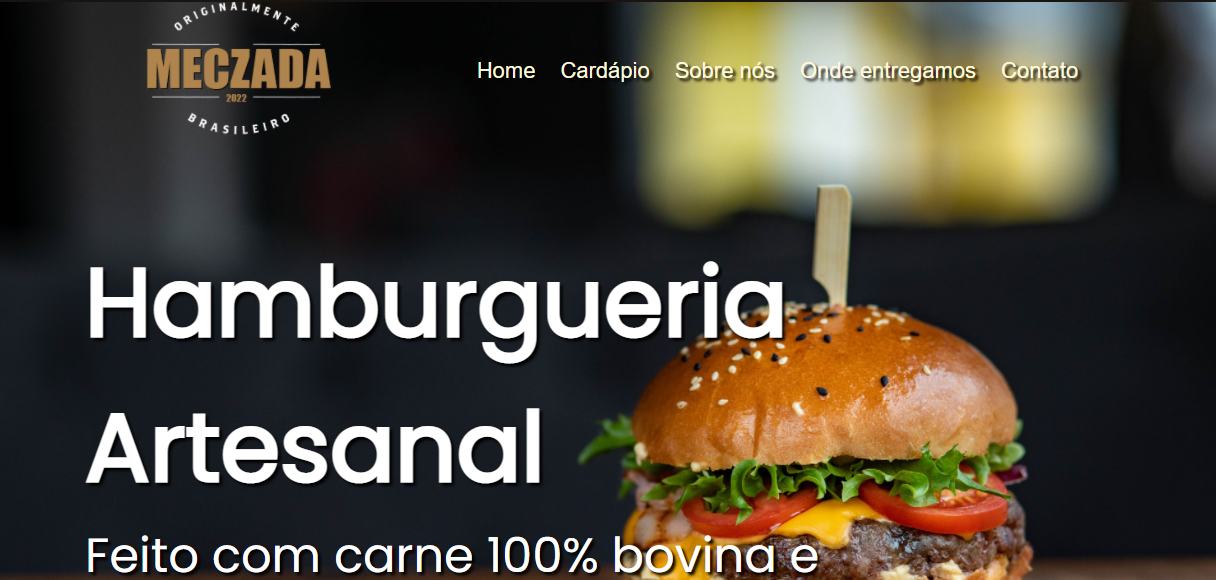 ORIGINALMENTE
MECZADA
2022
BRASILEIRO
Home Cardápio Sobre nós Onde entregamos Contato
Hamburgueria
Artesanal
Feito com carne 100% bovina e